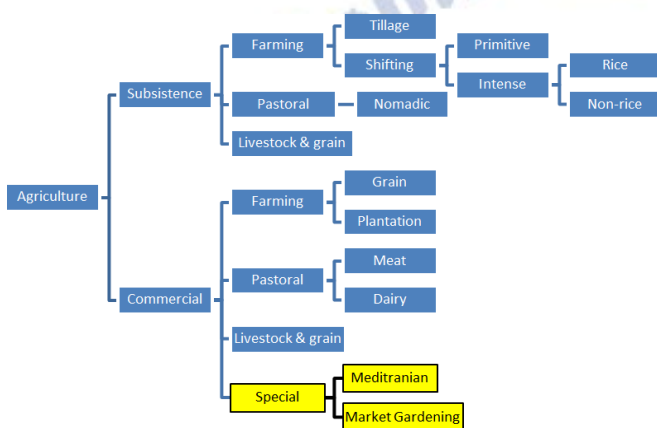 Agriculture
Subsistence
Farming
Tillage
Shifting
Primitive
Intense
Rice
Non-rice
Pastoral
Nomadic
Livestock & grain
Commercial
Farming
Grain
Plantation
Pastoral
Meat
Dairy
Livestock & grain
Special
Meditranian
Market Gardening